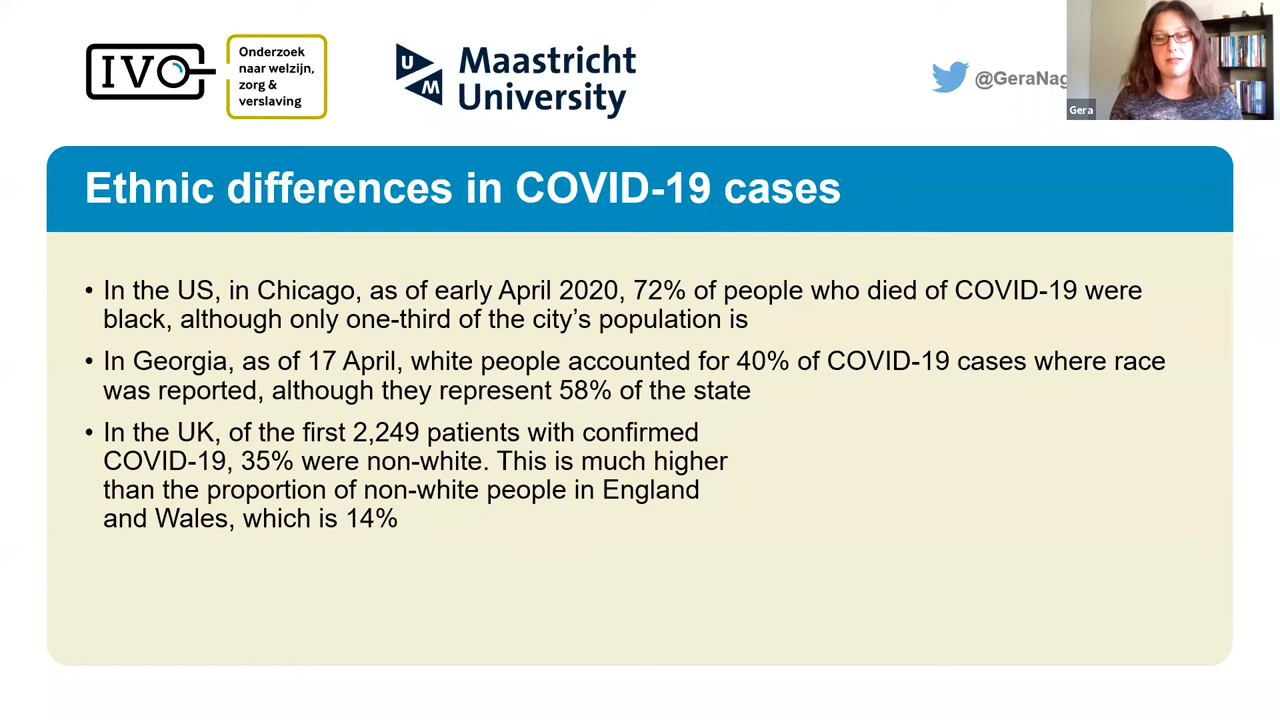 IVO
Onderzoek
naar welzijn,
zorg &
verslaving
UM
Maastricht
University
@GeraNag
Gera
Ethnic differences in COVID-19 cases
• In the US, in Chicago, as of early April 2020, 72% of people who died of COVID-19 were
black, although only one-third of the city’s population is
• In Georgia, as of 17 April, white people accounted for 40% of COVID-19 cases where race
was reported, although they represent 58% of the state
• In the UK, of the first 2,249 patients with confirmed
COVID-19, 35% were non-white. This is much higher
than the proportion of non-white people in England
and Wales, which is 14%